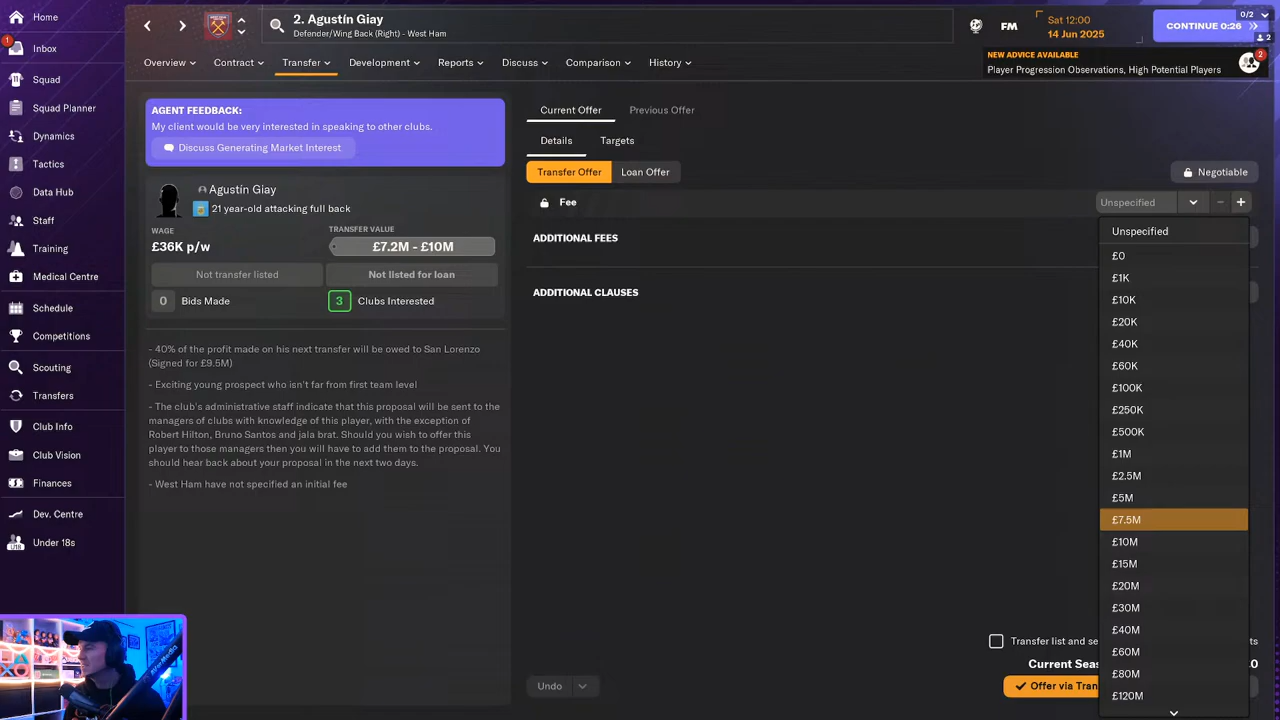 Home
1
Inbox
Squad
Squad Planner
Dynamics
Tactics
Data Hub
Staff
Training
Medical Centre
Schedule
Competitions
Scouting
Transfers
Club Info
Club Vision
Finances
Dev. Centre
Under 18s
2. Agustín Giay
Defender/Wing Back (Right) - West Ham
FM
Sat 12:00
14 Jun 2025
CONTINUE 0:26
0/2
2
Overview
Contract
Transfer
Development
Reports
Discuss
Comparison
History
NEW ADVICE AVAILABLE
Player Progression Observations, High Potential Players
2
AGENT FEEDBACK:
My client would be very interested in speaking to other clubs.
Discuss Generating Market Interest
Agustín Giay
21 year-old attacking full back
WAGE
£36K p/w
TRANSFER VALUE
£7.2M - £10M
Not transfer listed
Not listed for loan
0 Bids Made
3 Clubs Interested
- 40% of the profit made on his next transfer will be owed to San Lorenzo
(Signed for £9.5M)
- Exciting young prospect who isn't far from first team level
- The club's administrative staff indicate that this proposal will be sent to the
managers of clubs with knowledge of this player, with the exception of
Robert Hilton, Bruno Santos and jala brat. Should you wish to offer this
player to those managers then you will have to add them to the proposal. You
should hear back about your proposal in the next two days.
- West Ham have not specified an initial fee
Current Offer
Previous Offer
Details
Targets
Transfer Offer
Loan Offer
Negotiable
Fee
Unspecified
ADDITIONAL FEES
ADDITIONAL CLAUSES
Unspecified
£0
£1K
£10K
£20K
£40K
£60K
£100K
£250K
£500K
£1M
£2.5M
£5M
£7.5M
£10M
£15M
£20M
£30M
£40M
£60M
£80M
£120M
Transfer list and se
ts
Current Seas
0
Undo
Offer via Tran